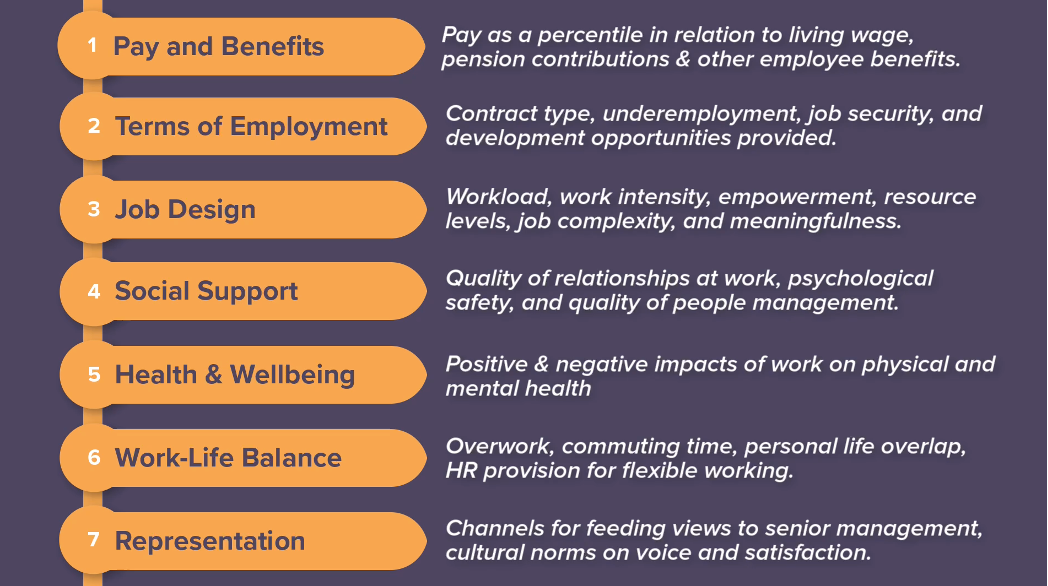 1 Pay and Benefits
Pay as a percentile in relation to living wage,
pension contributions & other employee benefits.
2 Terms of Employment
Contract type, underemployment, job security, and
development opportunities provided.
3 Job Design
Workload, work intensity, empowerment, resource
levels, job complexity, and meaningfulness.
4 Social Support
Quality of relationships at work, psychological
safety, and quality of people management.
5 Health & Wellbeing
Positive & negative impacts of work on physical and
mental health
6 Work-Life Balance
Overwork, commuting time, personal life overlap,
HR provision for flexible working.
7 Representation
Channels for feeding views to senior management,
cultural norms on voice and satisfaction.